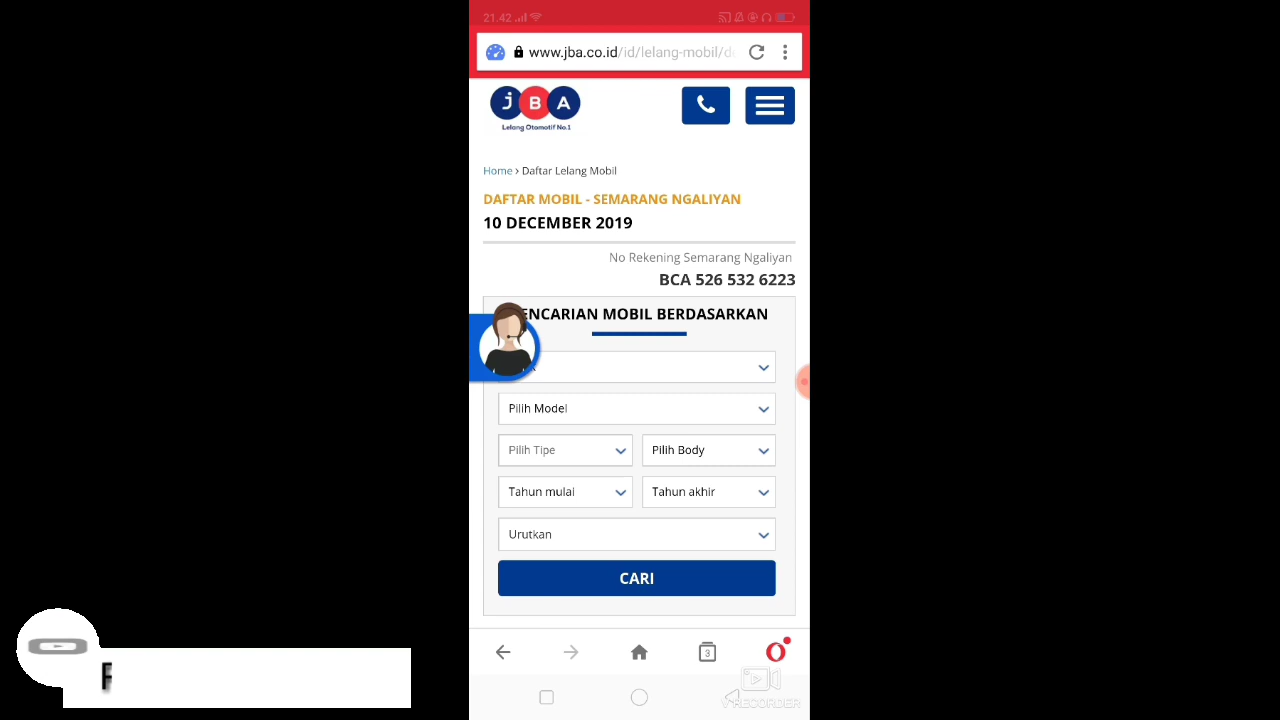 21.42
www.jba.co.id/id/lelang-mobil/d
JBA
Lelang Otomotif No.1
Home › Daftar Lelang Mobil
DAFTAR MOBIL - SEMARANG NGALIYAN
10 DECEMBER 2019
No Rekening Semarang Ngaliyan
BCA 526 532 6223
ENCARIAN MOBIL BERDASARKAN
Pilih Model
Pilih Tipe
Pilih Body
Tahun mulai
Tahun akhir
Urutkan
CARI
3
V RECORDER
F